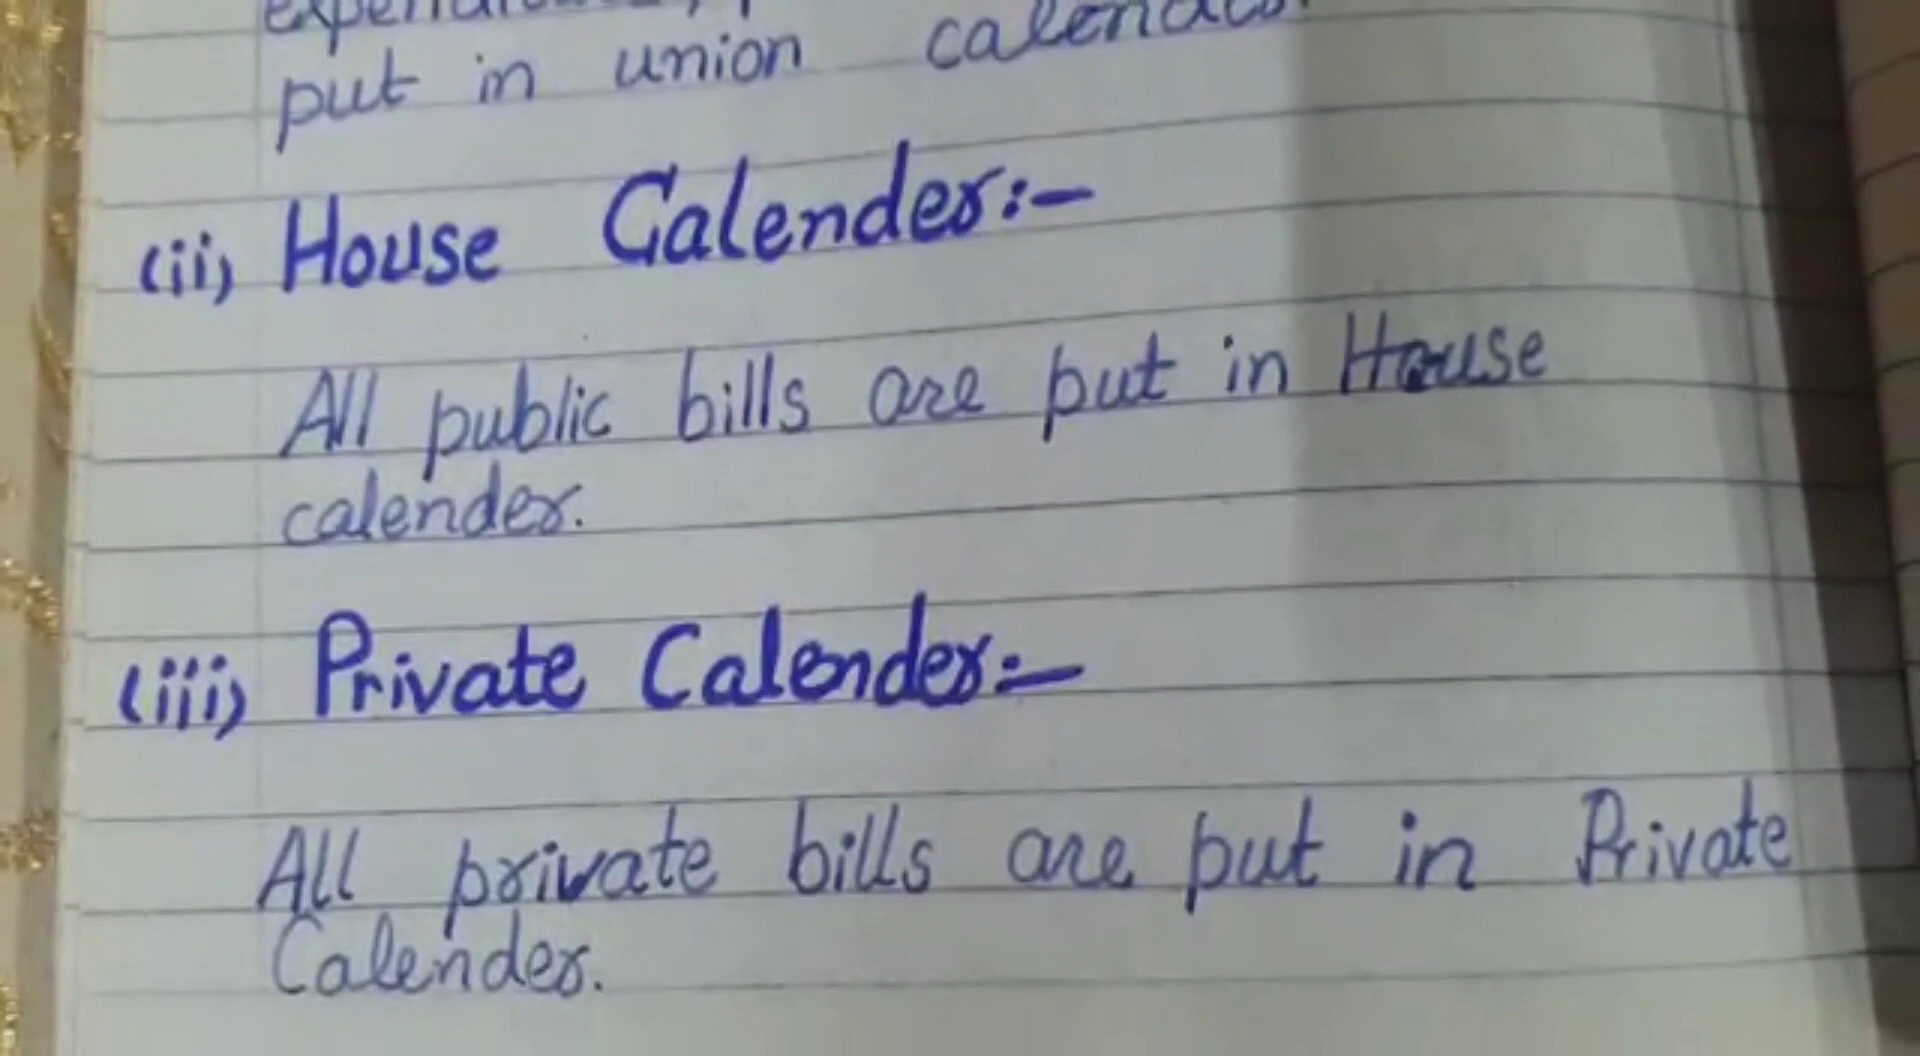 put in union
(ii) House Calender:-
All public bills are put in House
calender.
(iii) Private Calender:-
All private bills are put in Private
Calender.